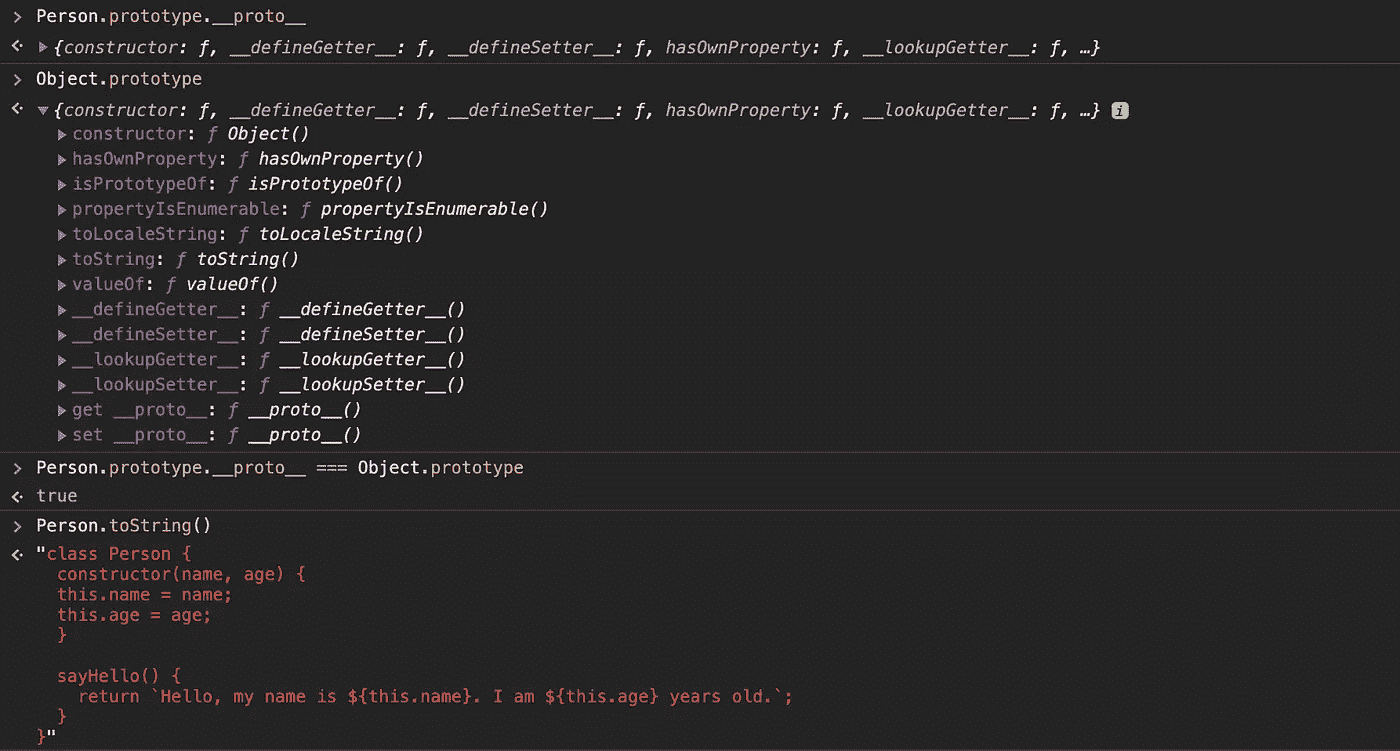 > Person.prototype.__proto__
<· ▶{constructor: ƒ, __defineGetter__: ƒ, __defineSetter__: ƒ, hasOwnProperty: ƒ, __lookupGetter__: ƒ, …}
> Object.prototype
<· ▼{constructor: ƒ, __defineGetter__: ƒ, __defineSetter__: ƒ, hasOwnProperty: ƒ, __lookupGetter__: ƒ, …} i
▶constructor: ƒ Object()
▶hasOwnProperty: ƒ hasOwnProperty()
▶isPrototypeOf: ƒ isPrototypeOf()
▶propertyIsEnumerable: ƒ propertyIsEnumerable()
▶toLocaleString: ƒ toLocaleString()
▶toString: ƒ toString()
▶valueOf: ƒ valueOf()
▶__defineGetter__: ƒ __defineGetter__()
▶__defineSetter__: ƒ __defineSetter__()
▶__lookupGetter__: ƒ __lookupGetter__()
▶__lookupSetter__: ƒ __lookupSetter__()
▶get __proto__: ƒ __proto__()
▶set __proto__: ƒ __proto__()
> Person.prototype.__proto__ === Object.prototype
<· true
> Person.toString()
<· "class Person {
constructor(name, age) {
this.name = name;
this.age = age;
}
sayHello() {
return `Hello, my name is ${this.name}. I am ${this.age} years old.`;
}
}"